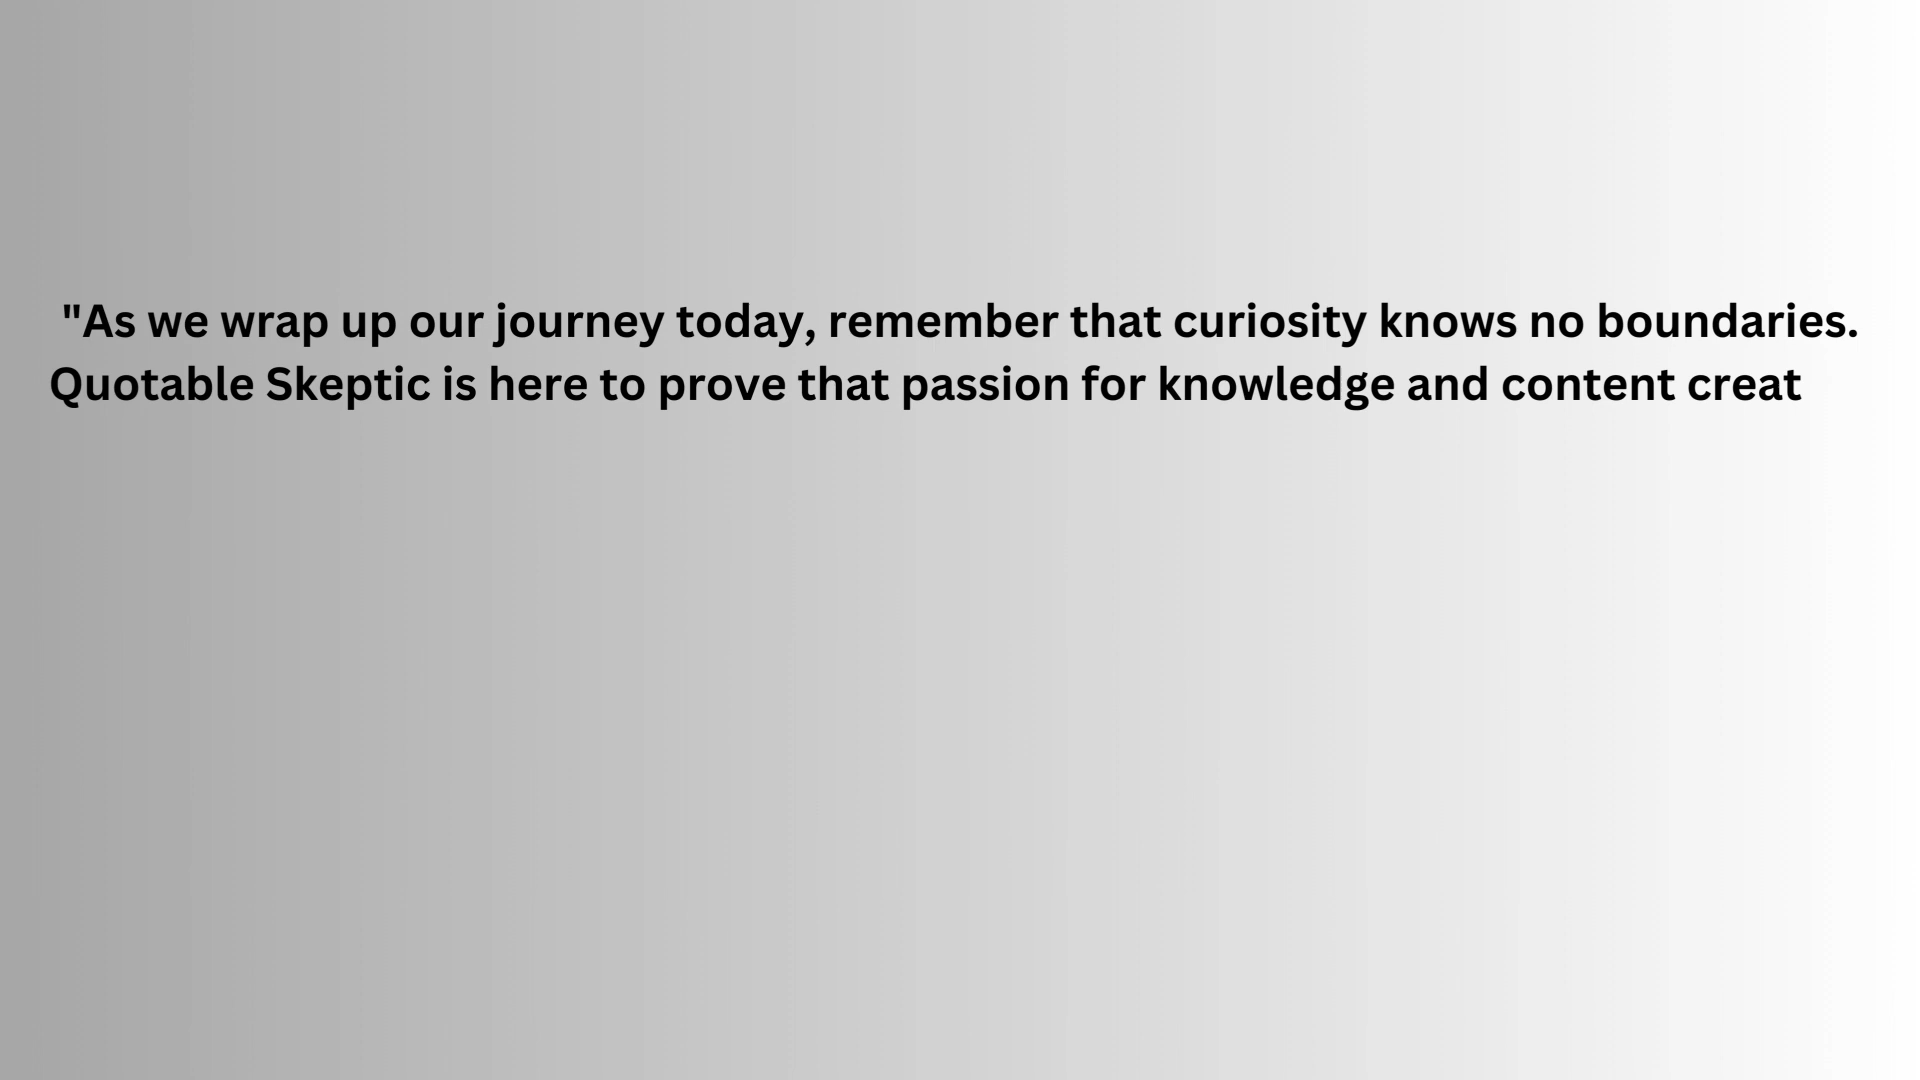 "As we wrap up our journey today, remember that curiosity knows no boundaries.
Quotable Skeptic is here to prove that passion for knowledge and content creat